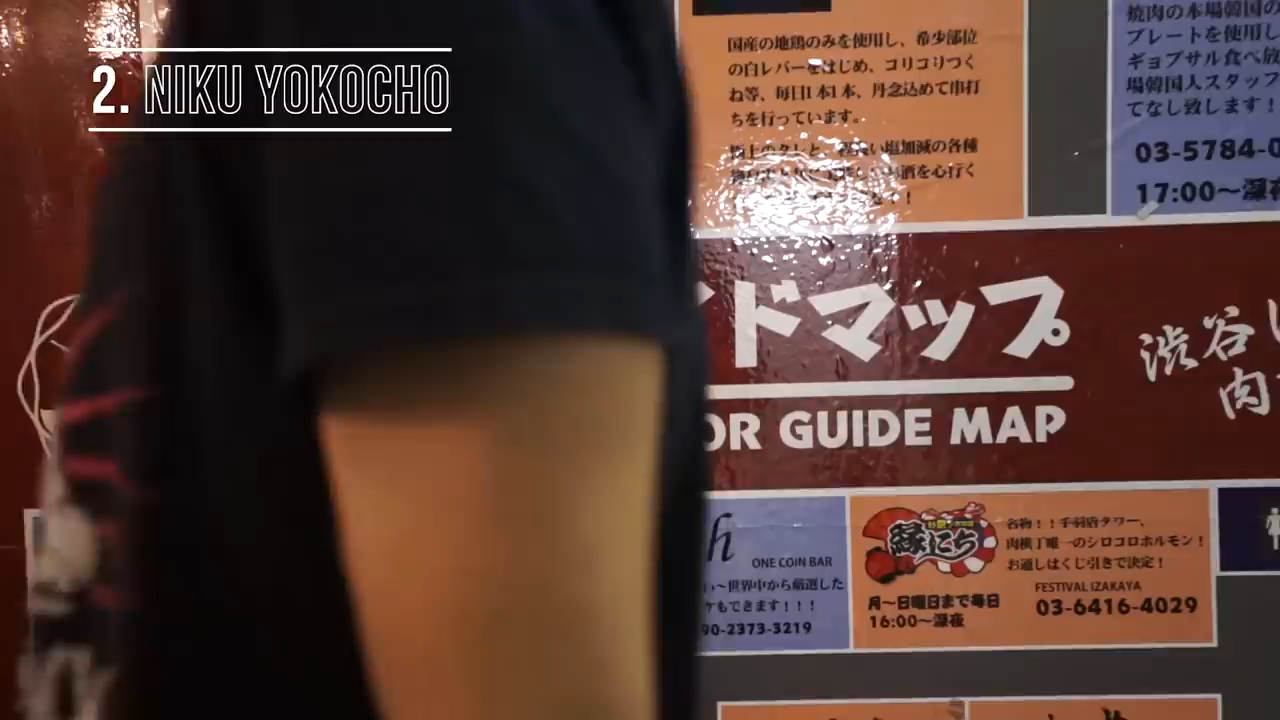 2. NIKU YOKOCHO
国産の地鶏のみを使用し、希少部位
の白レバーをはじめ、コリコリつく
ね等、毎日1本1本、丹念込めて串打
ちを行っています。
の各種
焼肉の本場韓国の
プレートを使用し
ギョプサル食べ放
場韓国人スタッフ
てなし致します！
03-5784-0
17:00〜深夜
ドマップ
OR GUIDE MAP
渋谷
肉
h
ONE COIN BAR
い〜世界中から厳選した
もできます！！！
90-2373-3219
縁にち
名物！！手羽店タワー、
肉横丁唯一のシロコロホルモン！
お通しはくじ引きで決定！
FESTIVAL IZAKAYA
月〜日曜日まで毎日
16:00〜深夜
03-6416-4029